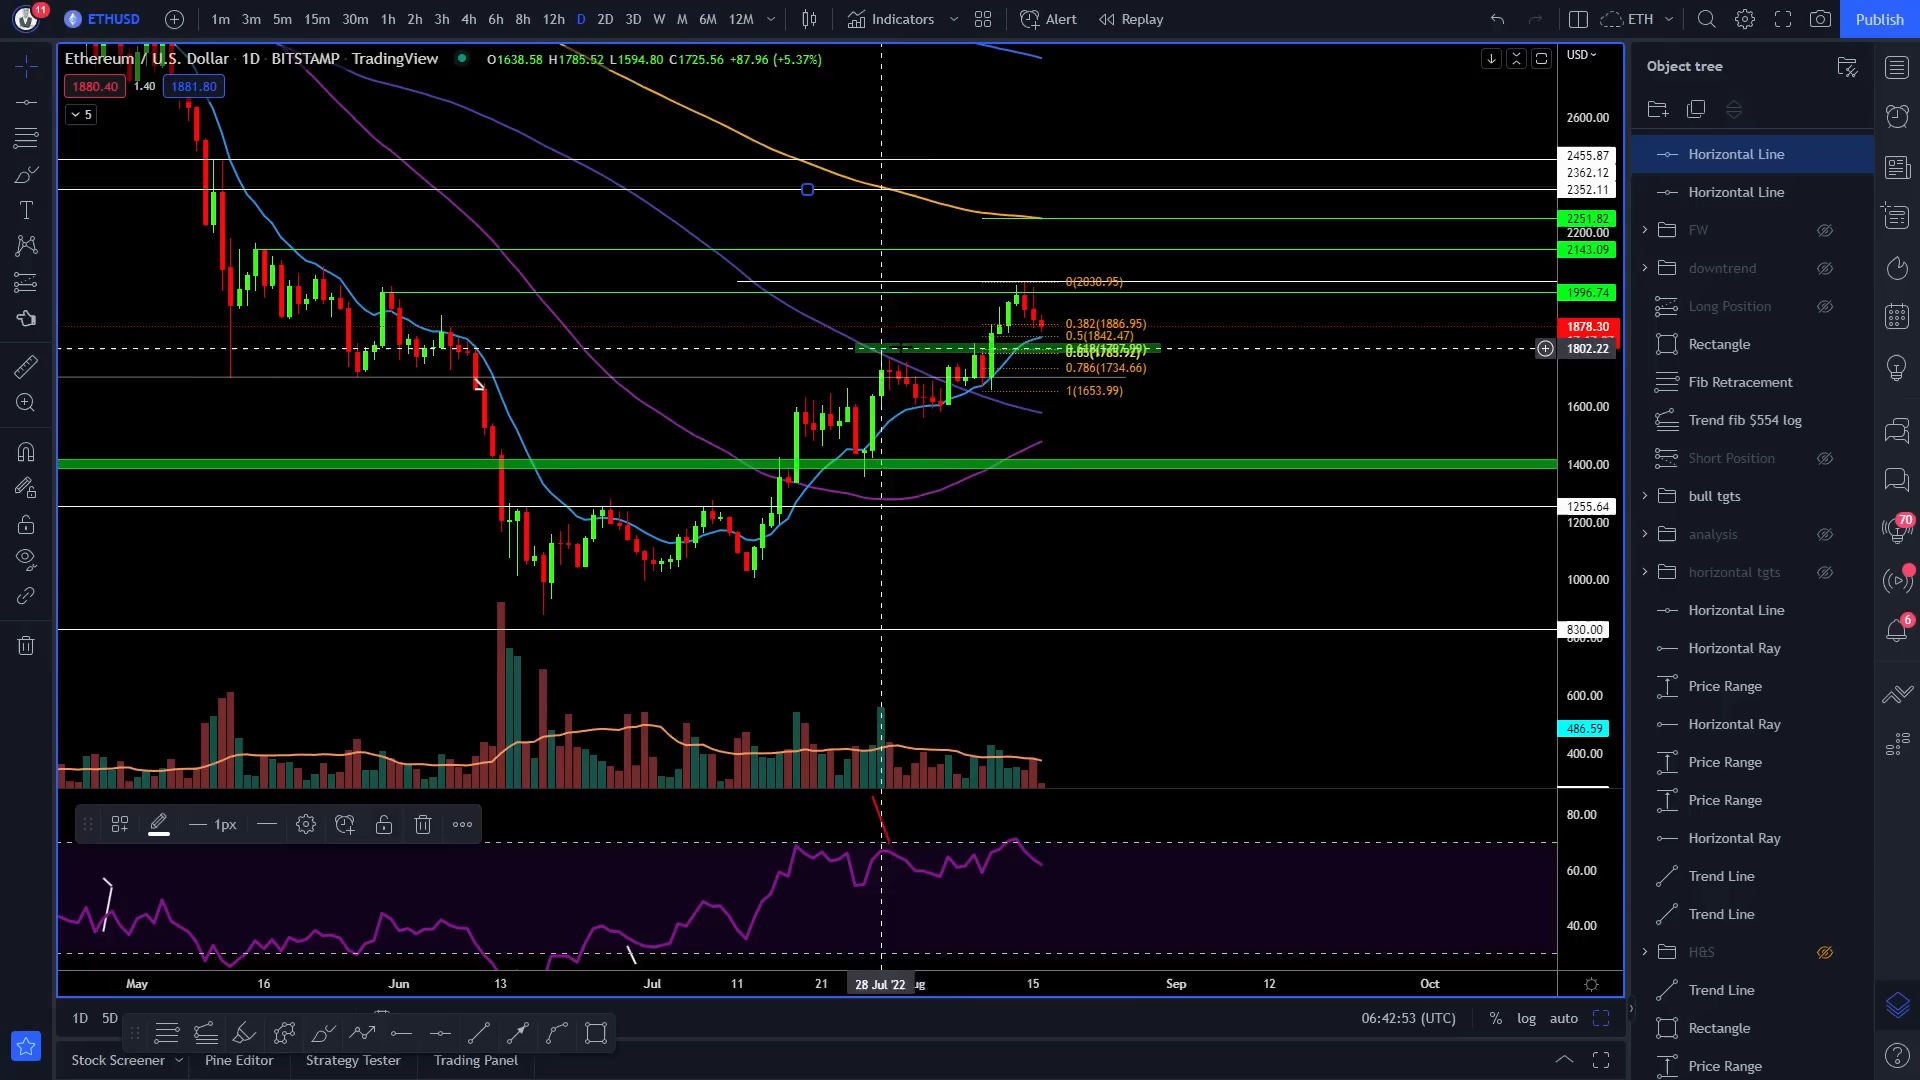 11
ETHUSD
1m 3m 5m 15m 30m 1h 2h 3h 4h 6h 8h 12h D 2D 3D W M 6M 12M
Indicators
Alert
Replay
ETH
Publish
Ethereum / U.S. Dollar · 1D · BITSTAMP · TradingView
O1638.58 H1785.52 L1594.80 C1725.56 +87.96 (+5.37%)
1880.40
1.40
1881.80
5
USD
2600.00
2455.87
2362.12
2352.11
2251.82
2200.00
2143.09
1996.74
1878.30
1802.22
1600.00
1400.00
1255.64
1200.00
1000.00
830.00
600.00
486.59
400.00
80.00
60.00
40.00
0(2030.95)
0.382(1886.95)
0.5(1842.47)
0.786(1734.66)
1(1653.99)
1px
May
16
Jun
13
Jul
11
21
28 Jul '22
15
Sep
12
Oct
1D 5D
06:42:53 (UTC)
% log auto
Stock Screener
Pine Editor
Strategy Tester
Trading Panel
Object tree
Horizontal Line
Horizontal Line
FW
downtrend
Long Position
Rectangle
Fib Retracement
Trend fib $554 log
Short Position
bull tgts
analysis
horizontal tgts
Horizontal Line
Horizontal Ray
Price Range
Horizontal Ray
Price Range
Price Range
Horizontal Ray
Trend Line
Trend Line
H&S
Trend Line
Rectangle
Price Range
70
6